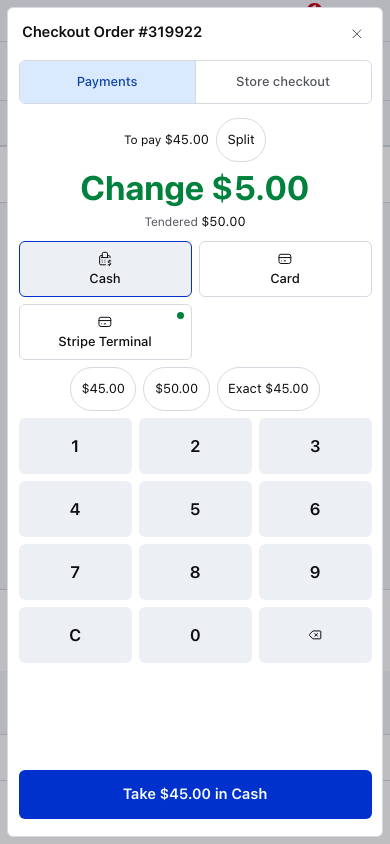 Checkout Order #319922
Payments
Store checkout
To pay $45.00 Split
Change $5.00
Tendered $50.00
Cash
Card
Stripe Terminal
$45.00 $50.00 Exact $45.00
1 2 3
4 5 6
7 8 9
C 0
Take $45.00 in Cash